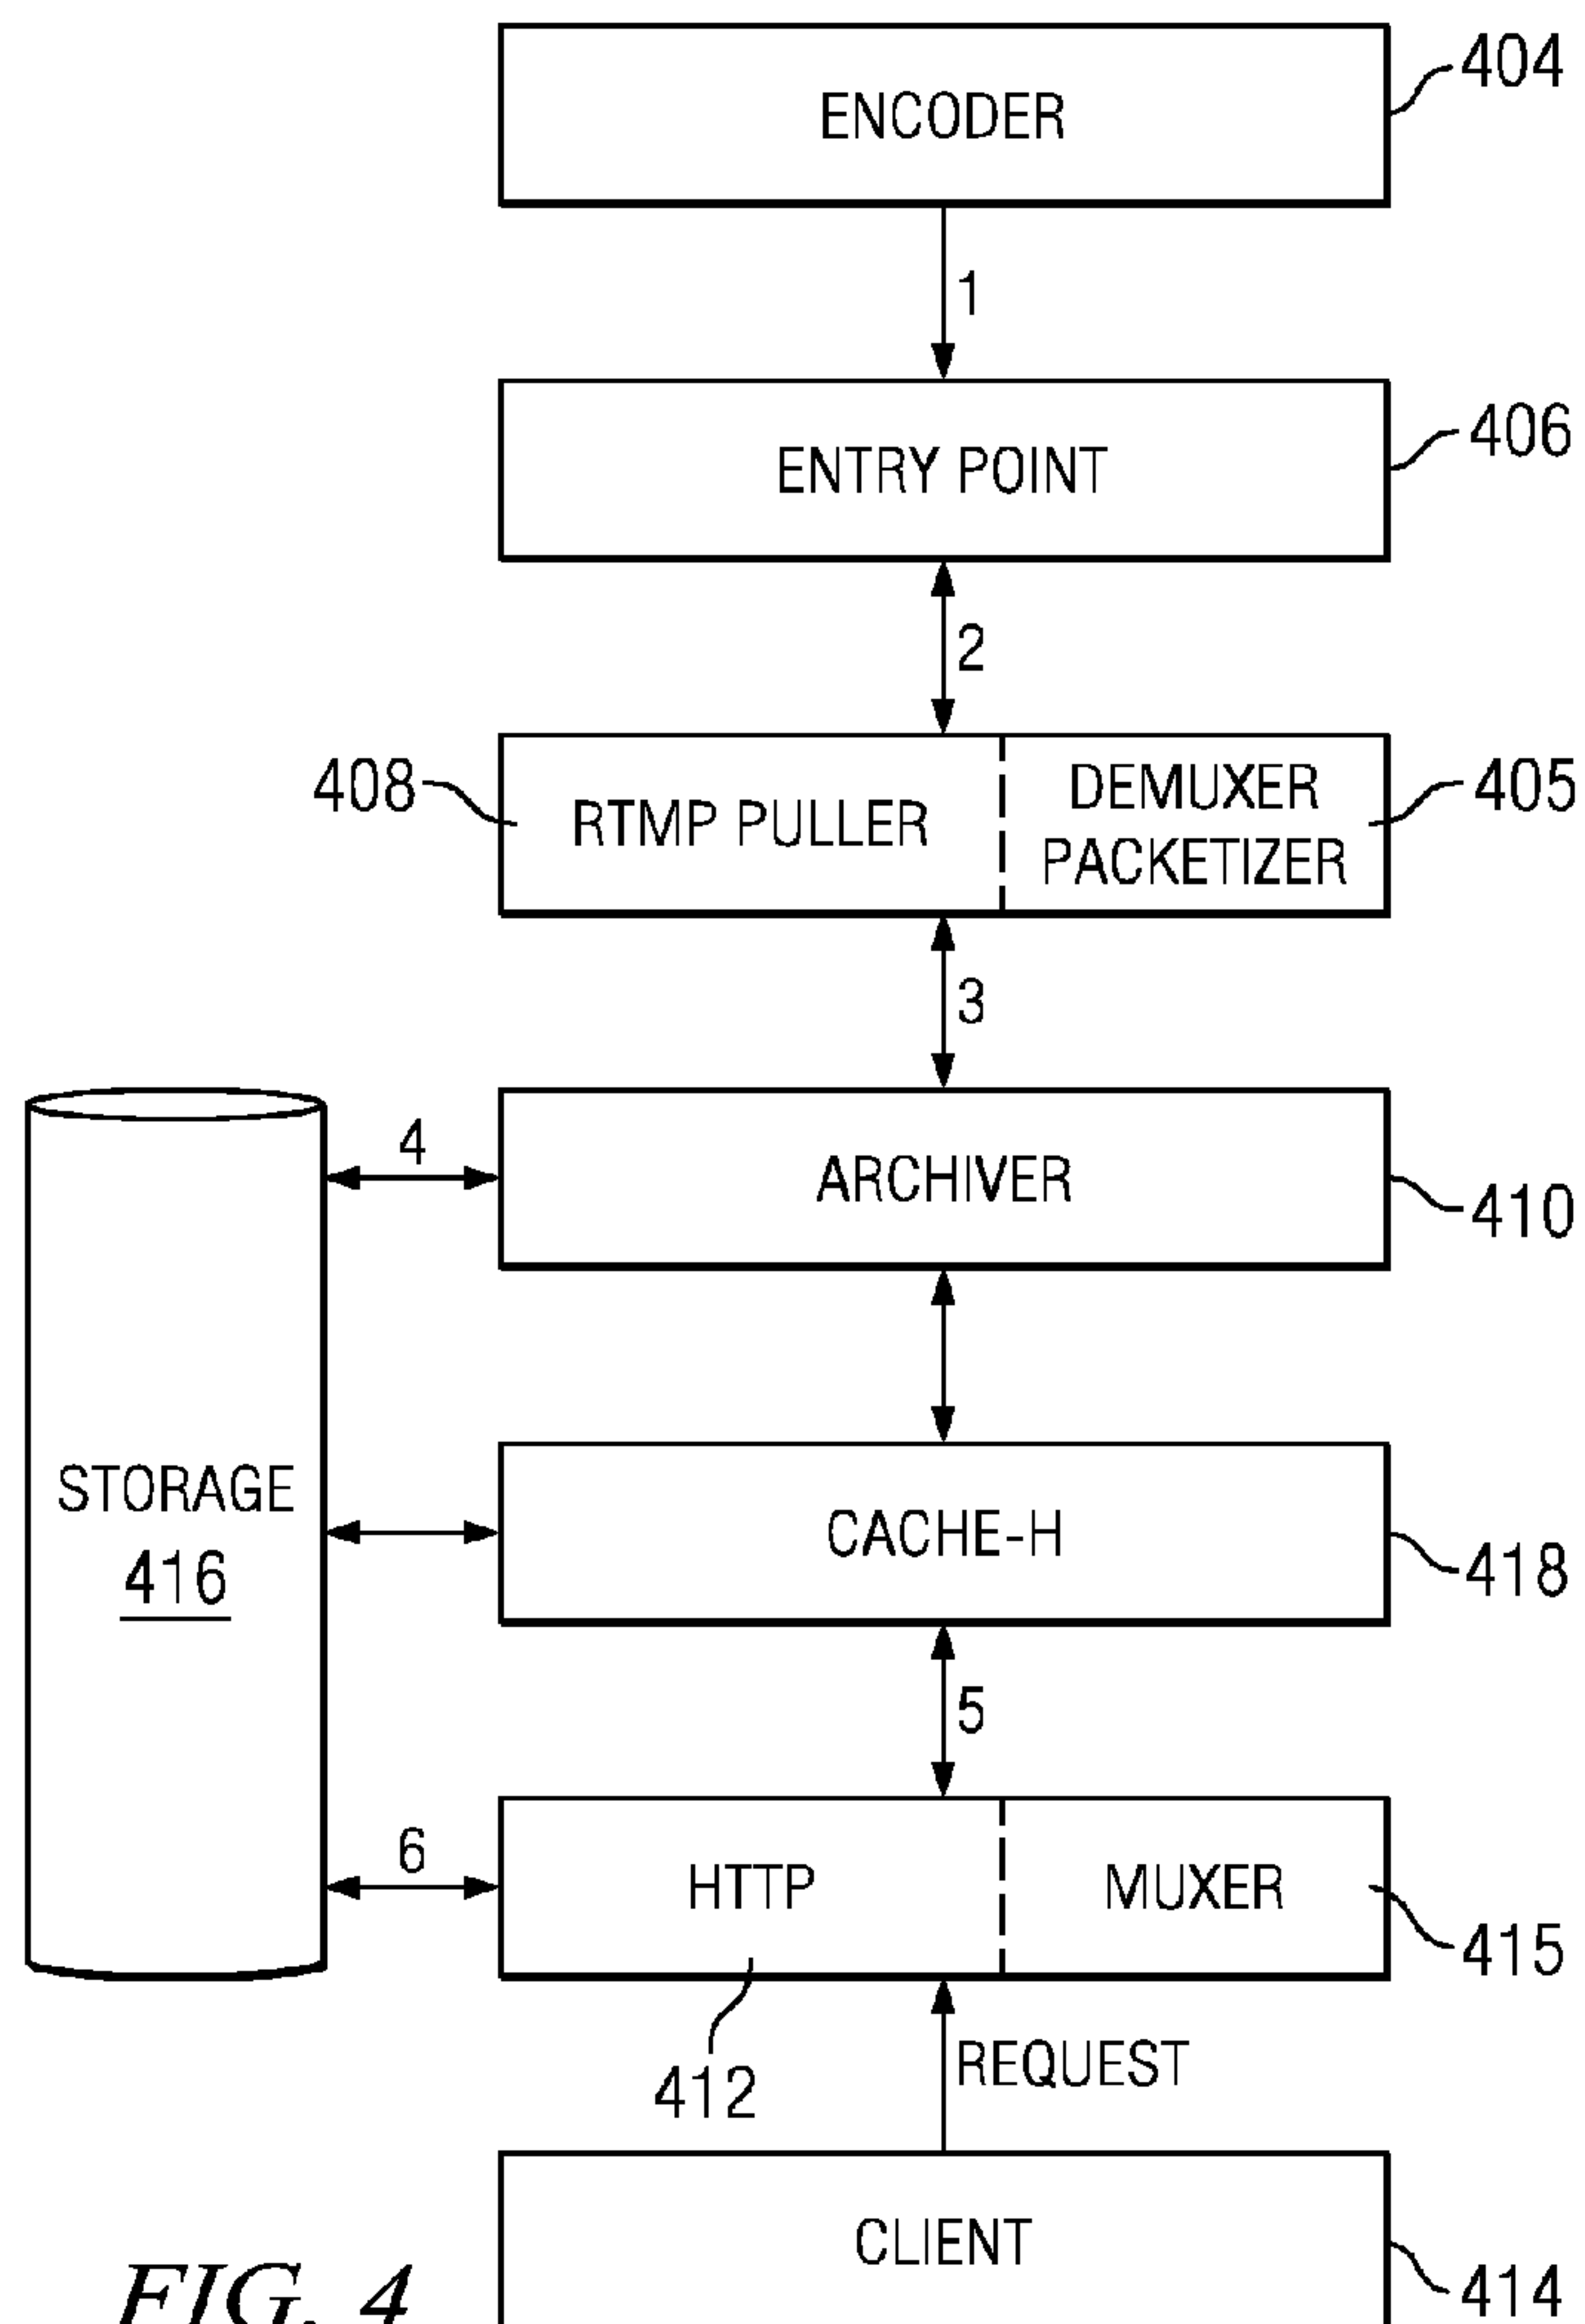 ENCODER
404
1
ENTRY POINT
406
2
408
RTMP PULLER
DEMUXER
PACKETIZER
405
3
4
ARCHIVER
410
STORAGE
416
CACHE-H
418
5
6
HTTP
MUXER
415
412
REQUEST
CLIENT
414
FIG. 4